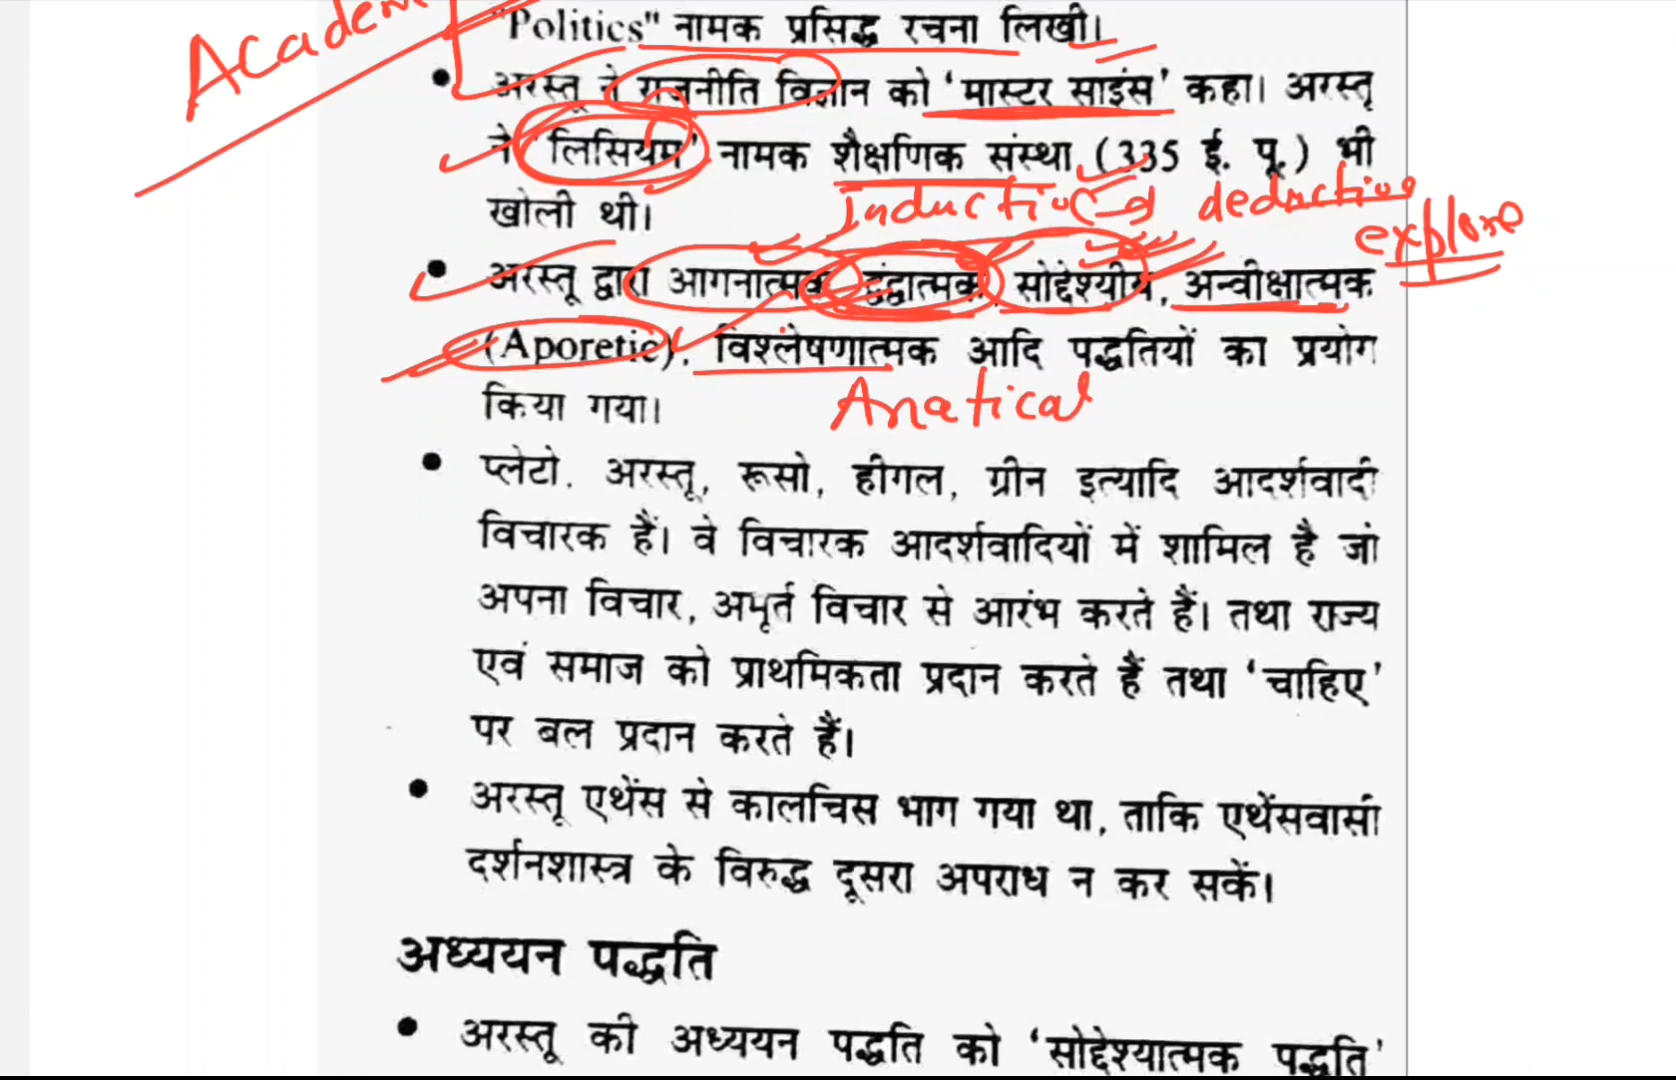 Academ
"Politics" नामक प्रसिद्ध रचना लिखी।
• अरस्तू ने राजनीति विज्ञान को 'मास्टर साइंस' कहा। अरस्तू
ने 'लिसियम' नामक शैक्षणिक संस्था (335 ई. पू.) भी
खोली थी।
deductive
explore
• अरस्तू द्वारा आगनात्मक, द्वंद्वात्मक, सोद्देश्यीय, अन्वीक्षात्यक
(Aporetic), विश्लेषणात्मक आदि पद्धतियों का प्रयोग
किया गया।
Anatical
• प्लेटो, अरस्तू, रूसो, हीगल, ग्रीन इत्यादि आदर्शवादी
विचारक हैं। वे विचारक आदर्शवादियों में शामिल है जो
अपना विचार, अमूर्त विचार से आरंभ करते हैं। तथा राज्य
एवं समाज को प्राथमिकता प्रदान करते हैं तथा 'चाहिए'
पर बल प्रदान करते हैं।
• अरस्तू एथेंस से कालचिस भाग गया था, ताकि एथेंसवासी
दर्शनशास्त्र के विरुद्ध दूसरा अपराध न कर सकें।
अध्ययन पद्धति
• अरस्तू की अध्ययन पद्धति को 'सोद्देश्यात्मक पद्धति'